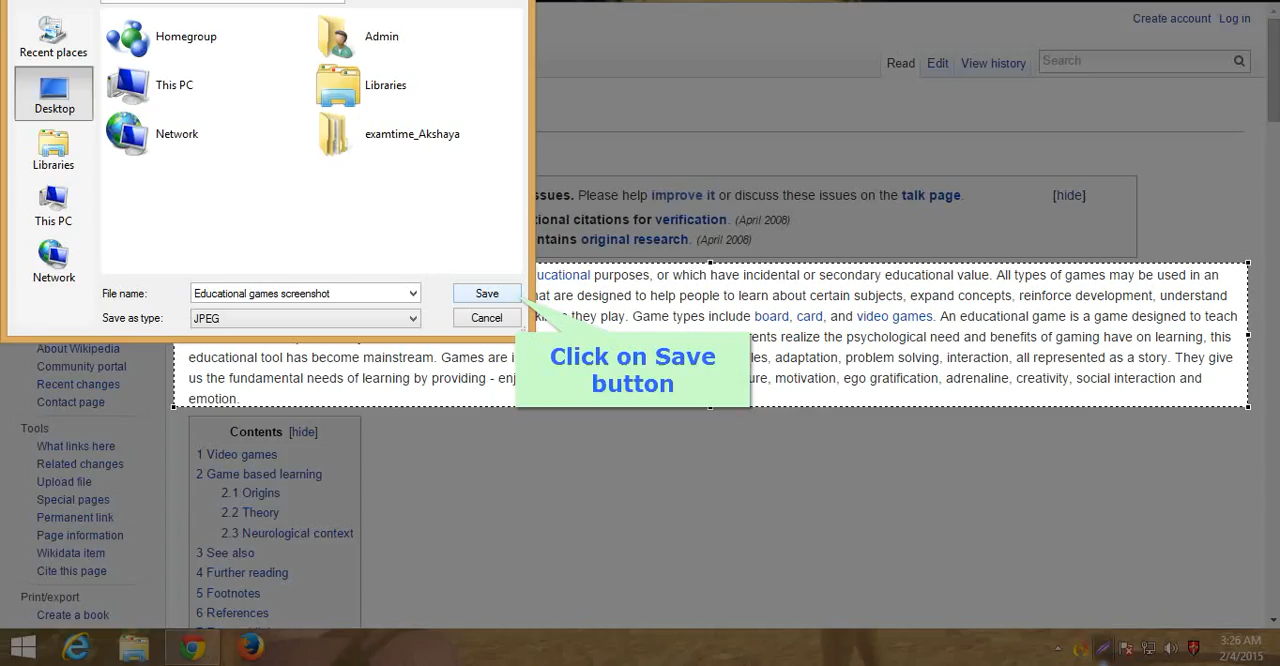 Create account Log in
Read Edit View history Search
Recent places
Homegroup Admin
Desktop
This PC Libraries
Network examtime_Akshaya
Libraries
This PC
Network
Please help improve it or discuss these issues on the talk page. [hide]
citations for verification. (April 2008)
original research. (April 2008)
purposes, or which have incidental or secondary educational value. All types of games may be used in an
File name: Educational games screenshot Save
that are designed to help people to learn about certain subjects, expand concepts, reinforce development, understand
Save as type: JPEG Cancel
they play. Game types include board, card, and video games. An educational game is a game designed to teach
realize the psychological need and benefits of gaming have on learning, this
educational tool has become mainstream. Games are adaptation, problem solving, interaction, all represented as a story. They give
us the fundamental needs of learning by providing - motivation, ego gratification, adrenaline, creativity, social interaction and
emotion.
Click on Save
button
About Wikipedia
Community portal
Recent changes
Contact page
Tools
What links here
Related changes
Upload file
Special pages
Permanent link
Page information
Wikidata item
Cite this page
Print/export
Create a book
Contents [hide]
1 Video games
2 Game based learning
2.1 Origins
2.2 Theory
2.3 Neurological context
3 See also
4 Further reading
5 Footnotes
6 References
3:26 AM
2/4/2015